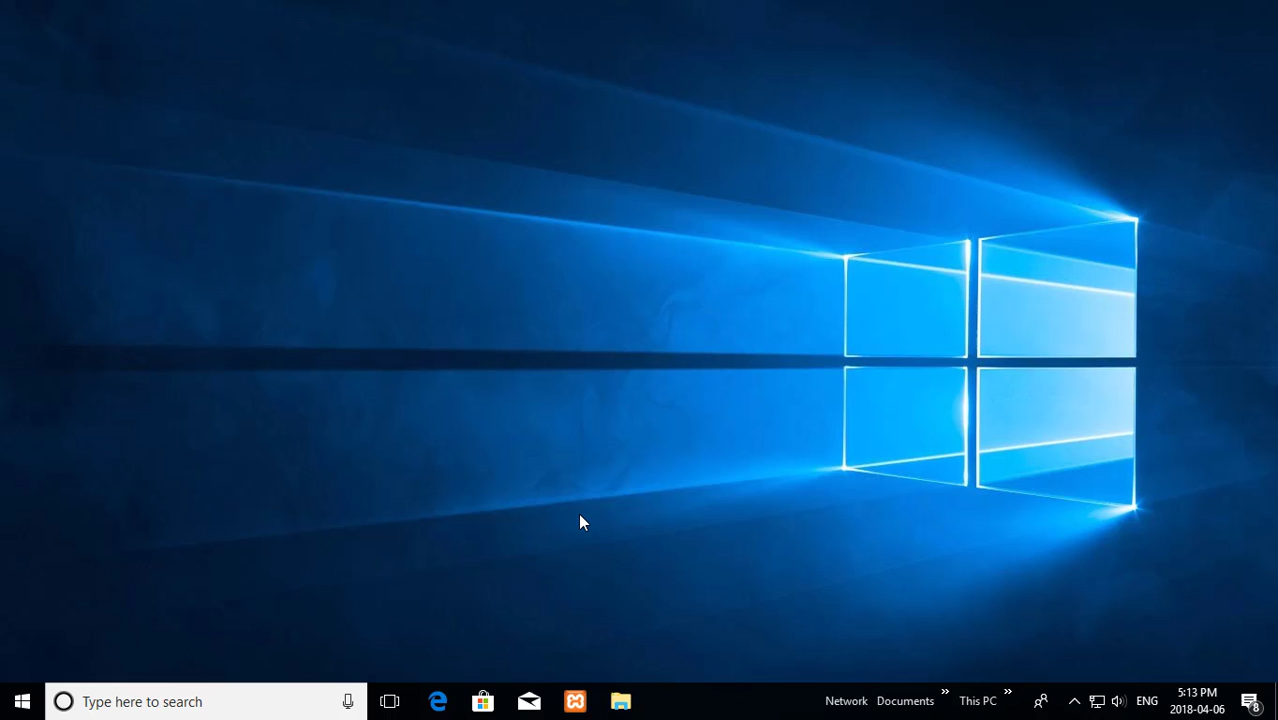 Type here to search
Network Documents » This PC » ENG 5:13 PM
2018-04-06
8